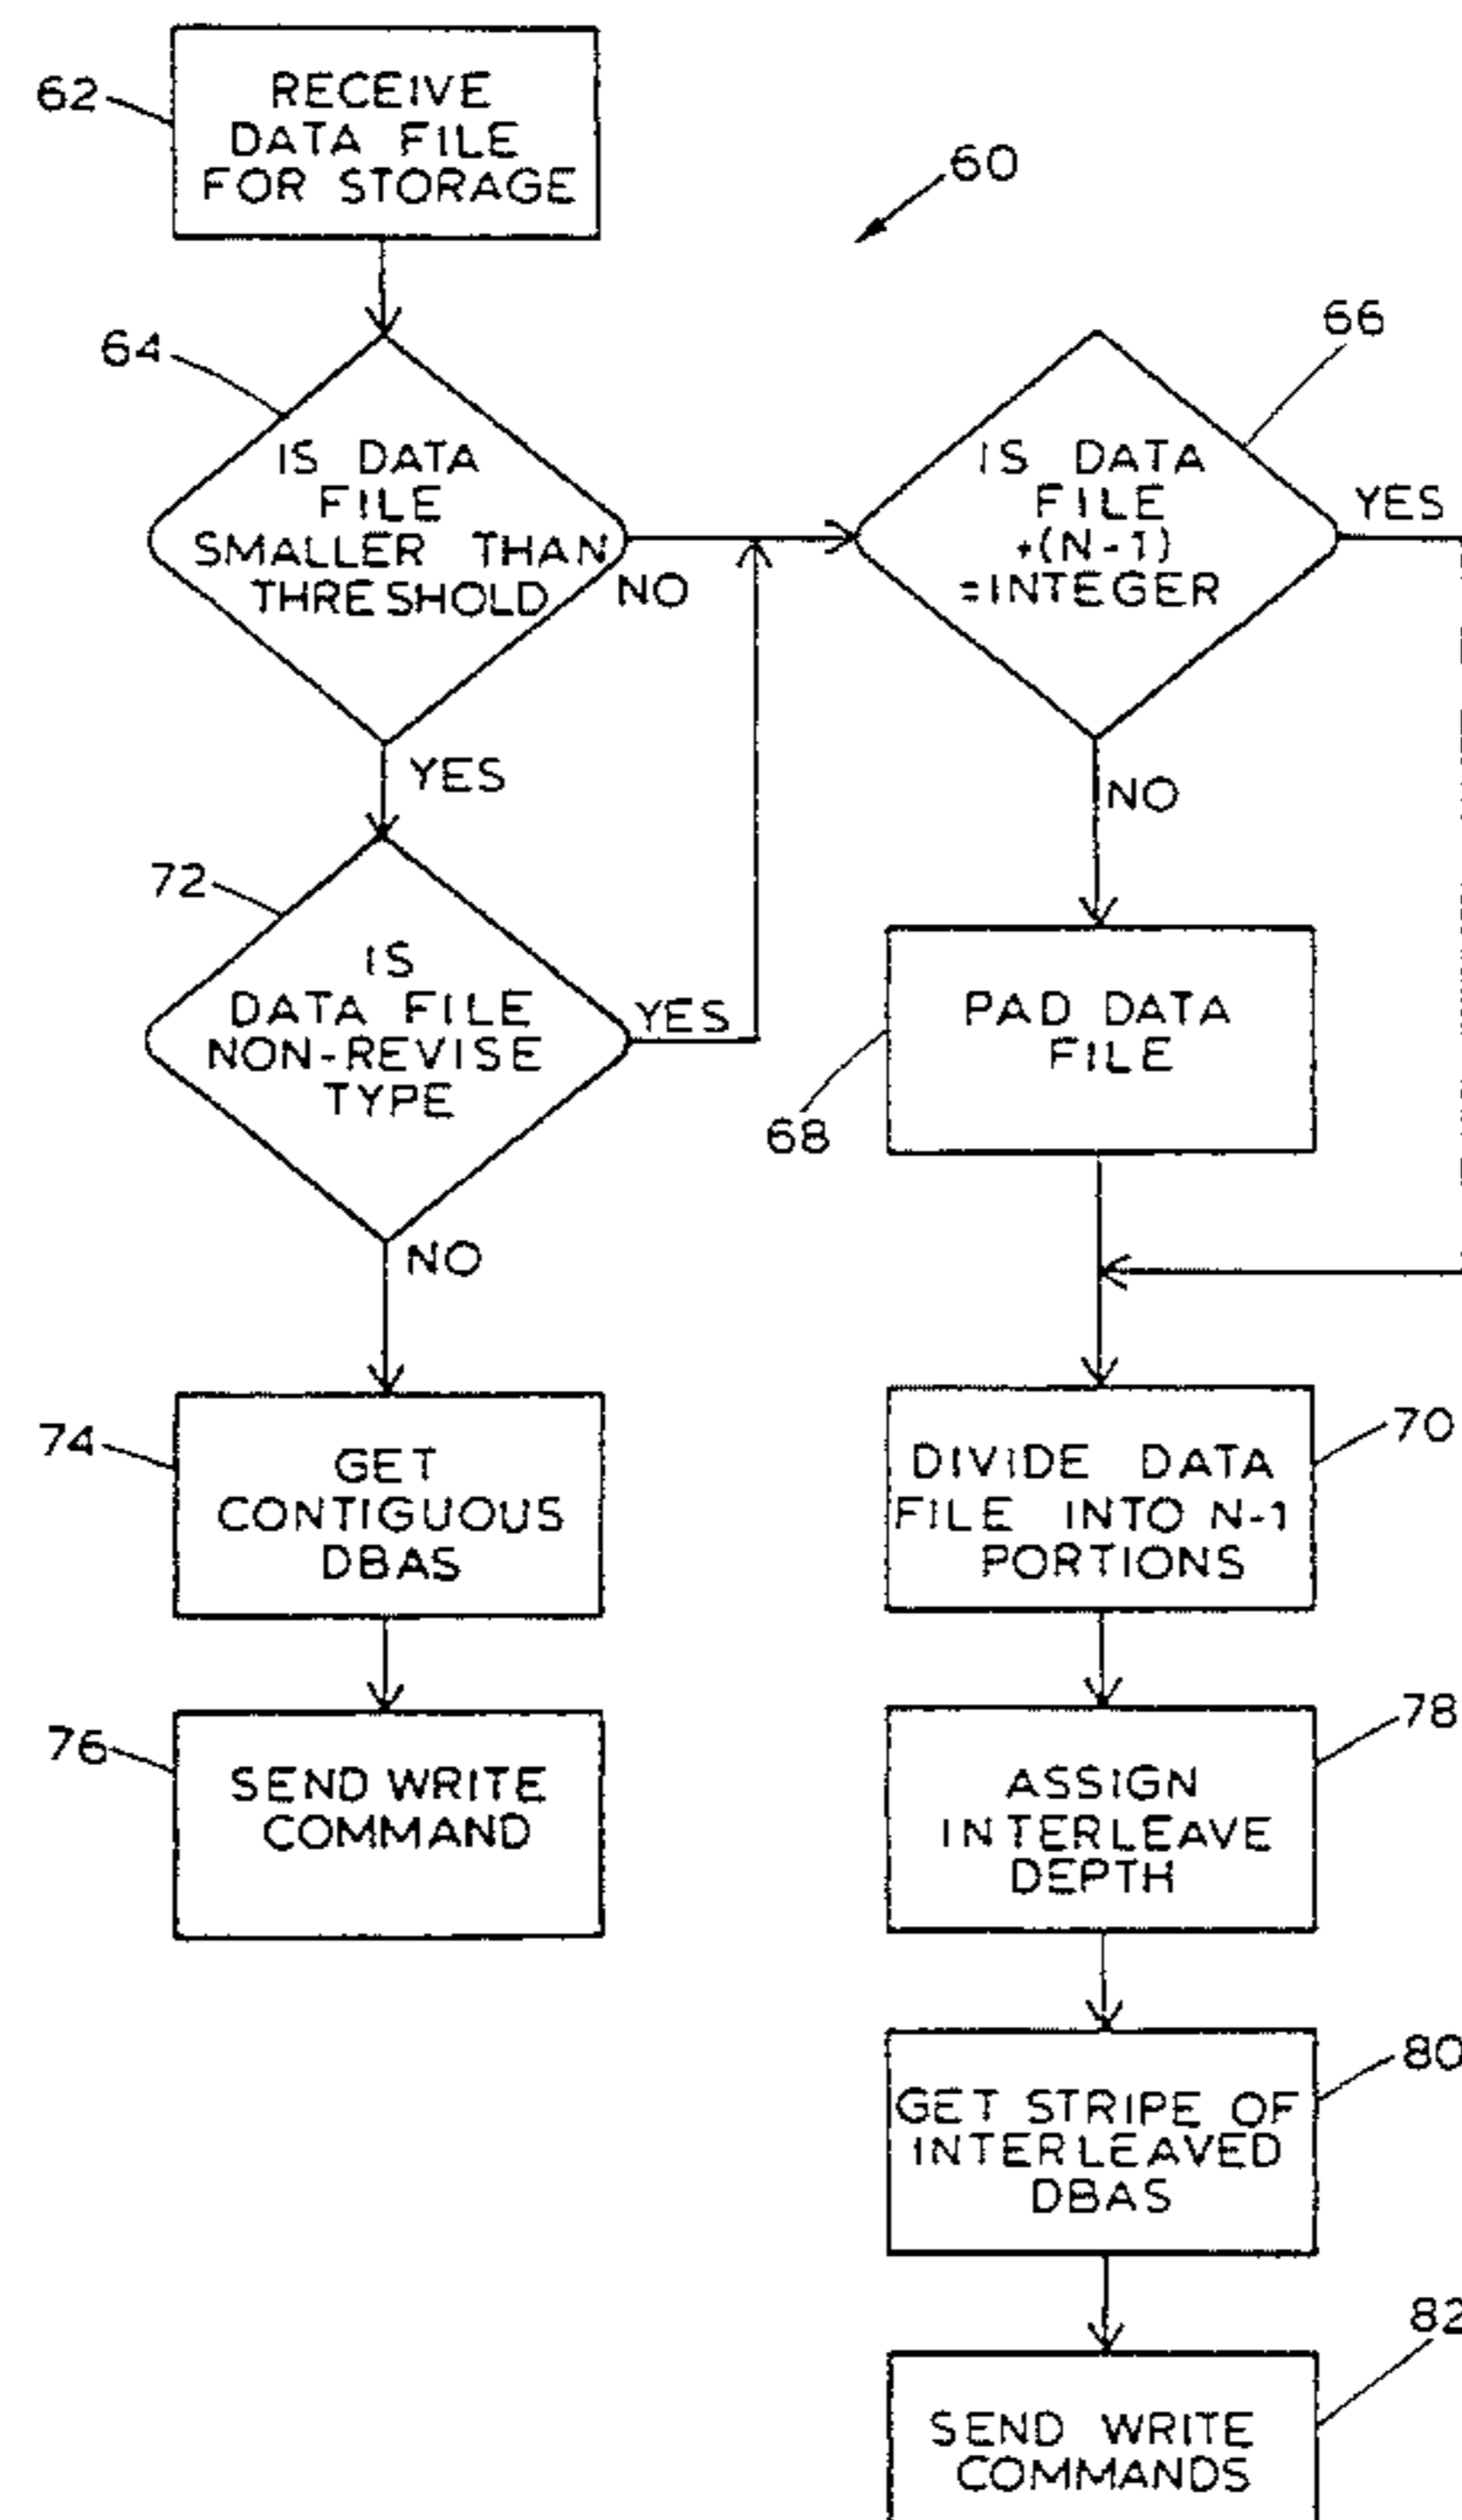 62
RECEIVE
DATA FILE
FOR STORAGE
60
64
IS DATA
FILE
SMALLER THAN
THRESHOLD
NO
YES
66
IS DATA
FILE
+(N-1)
=INTEGER
YES
NO
72
IS
DATA FILE
NON-REVISE
TYPE
YES
NO
PAD DATA
FILE
68
74
GET
CONTIGUOUS
DBAS
70
DIVIDE DATA
FILE INTO N-1
PORTIONS
76
SEND WRITE
COMMAND
78
ASSIGN
INTERLEAVE
DEPTH
80
GET STRIPE OF
INTERLEAVED
DBAS
82
SEND WRITE
COMMANDS